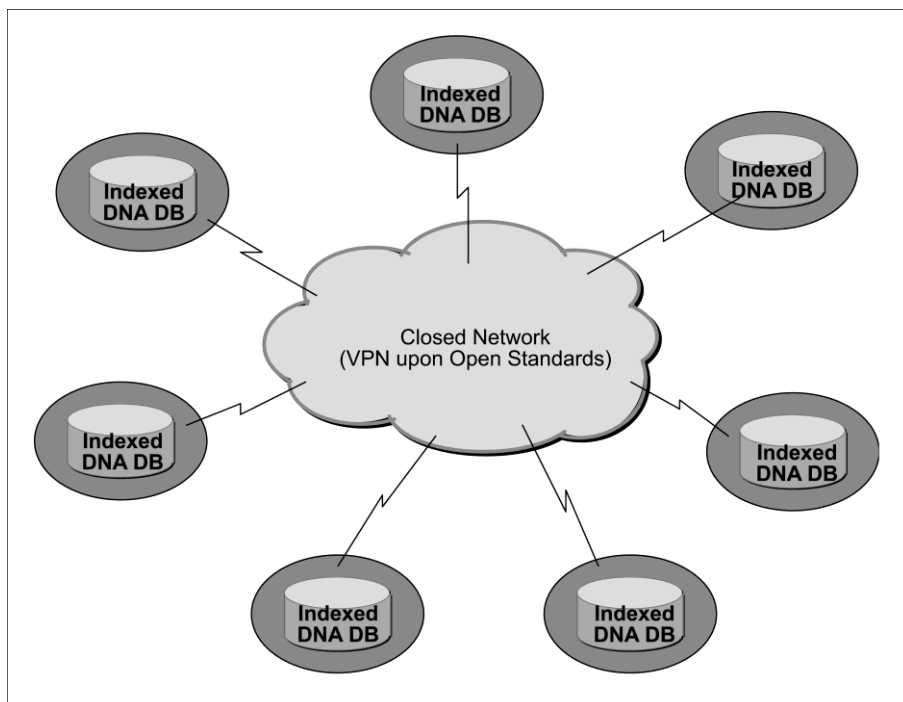 Indexed
DNA DB
Indexed
DNA DB
Indexed
DNA DB
Closed Network
(VPN upon Open Standards)
Indexed
DNA DB
Indexed
DNA DB
Indexed
DNA DB
Indexed
DNA DB